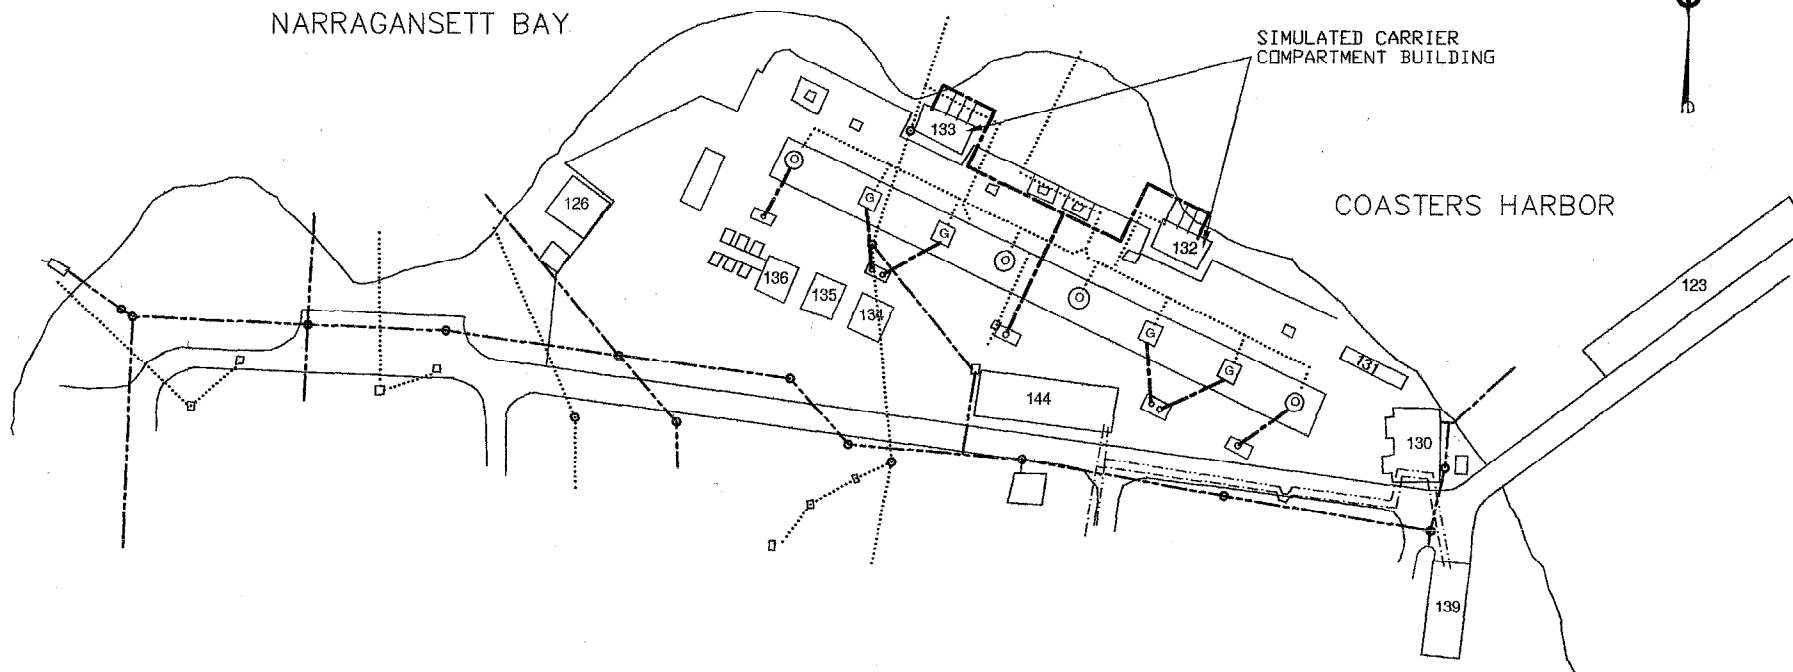 NARRAGANSETT BAY
SIMULATED CARRIER
COMPARTMENT BUILDING
133
126
G
COASTERS HARBOR
132
G
123
136
135
134
G
131
G
144
130
139